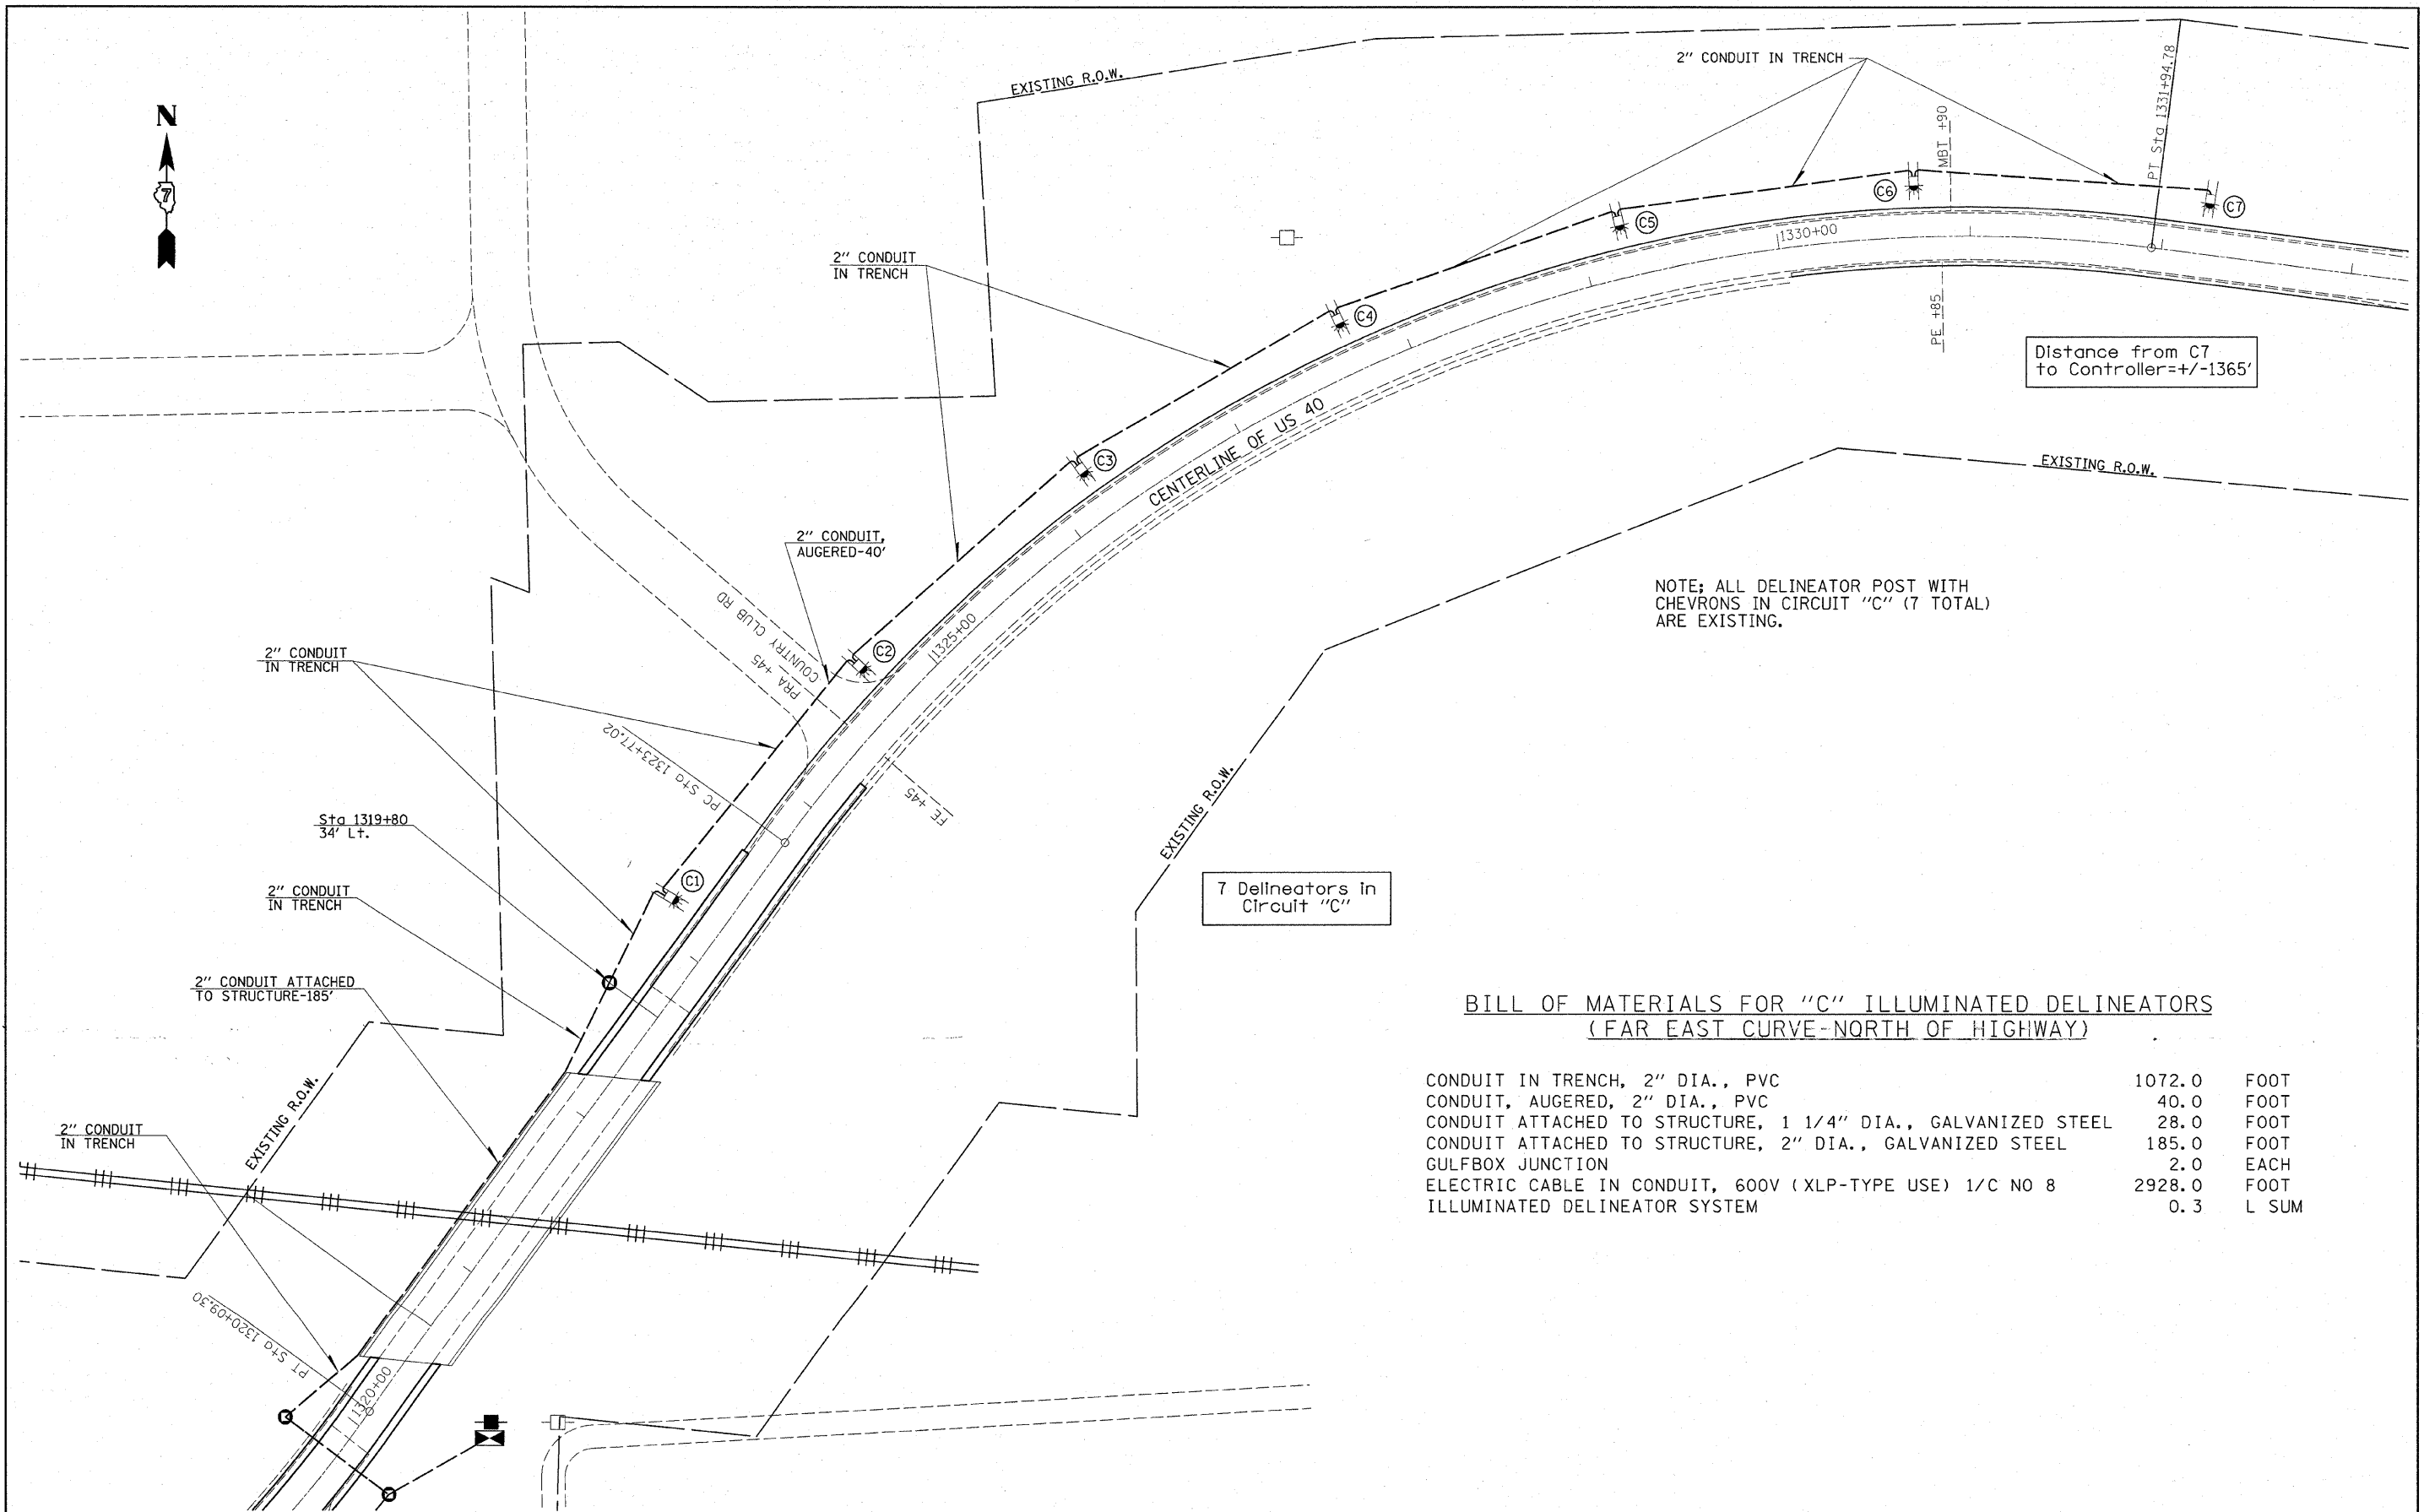 N
7
EXISTING R.O.W.
2" CONDUIT IN TRENCH
PT Sta 1331+94.78
MBT +90
C6
C7
C5
1330+00
2" CONDUIT
IN TRENCH
C4
PE +85
Distance from C7
to Controller=+/-1365'
CENTERLINE OF US 40
C3
EXISTING R.O.W.
2" CONDUIT,
AUGERED-40'
NOTE; ALL DELINEATOR POST WITH
CHEVRONS IN CIRCUIT "C" (7 TOTAL)
ARE EXISTING.
COUNTRY CLUB RD
PRA +45
C2
1325+00
2" CONDUIT
IN TRENCH
PC Sta 1323+77.02
FE +45
EXISTING R.O.W.
Sta 1319+80
34' Lt.
C1
2" CONDUIT
IN TRENCH
7 Delineators in
Circuit "C"
2" CONDUIT ATTACHED
TO STRUCTURE-185'
BILL OF MATERIALS FOR "C" ILLUMINATED DELINEATORS
(FAR EAST CURVE-NORTH OF HIGHWAY)
CONDUIT IN TRENCH, 2" DIA., PVC 1072.0 FOOT
CONDUIT, AUGERED, 2" DIA., PVC 40.0 FOOT
CONDUIT ATTACHED TO STRUCTURE, 1 1/4" DIA., GALVANIZED STEEL 28.0 FOOT
CONDUIT ATTACHED TO STRUCTURE, 2" DIA., GALVANIZED STEEL 185.0 FOOT
GULFBOX JUNCTION 2.0 EACH
ELECTRIC CABLE IN CONDUIT, 600V (XLP-TYPE USE) 1/C NO 8 2928.0 FOOT
ILLUMINATED DELINEATOR SYSTEM 0.3 L SUM
EXISTING R.O.W.
2" CONDUIT
IN TRENCH
PT Sta 1320+09.30
1320+00